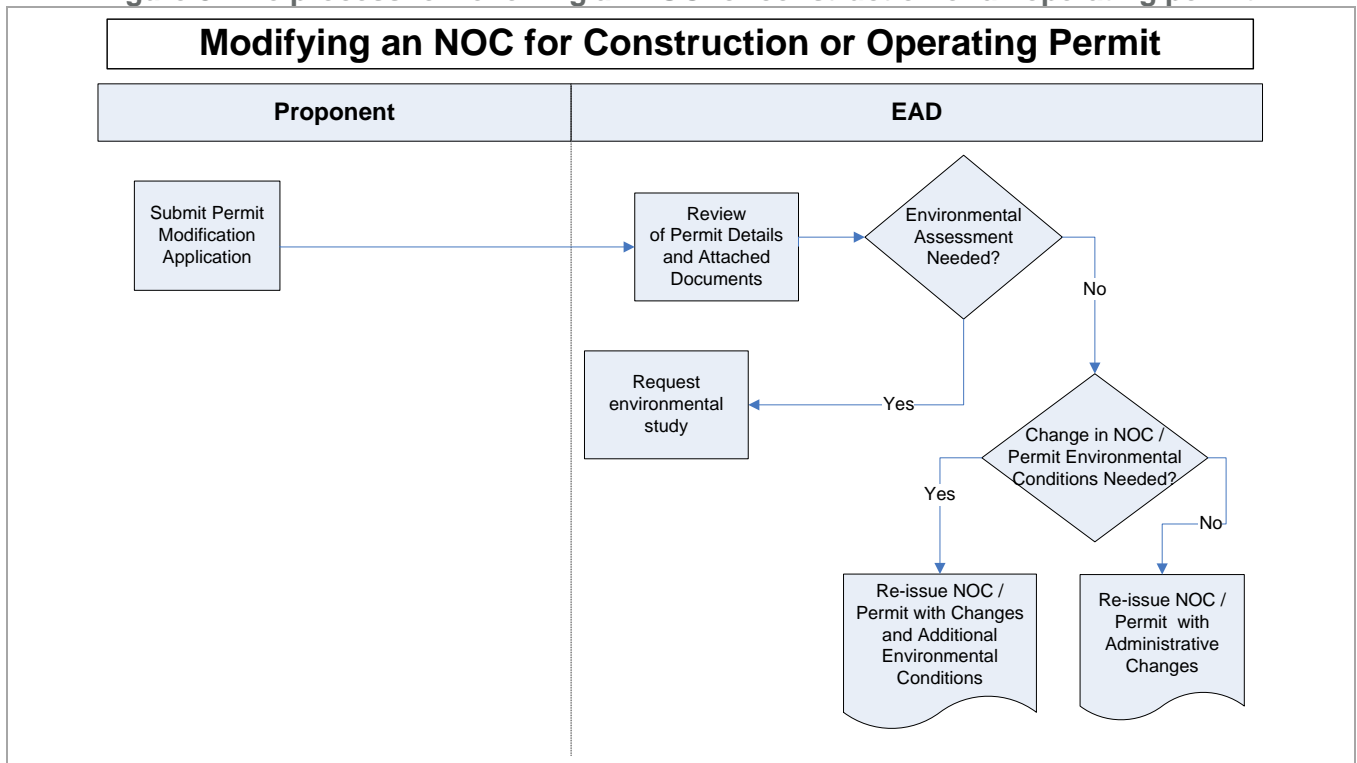 Modifying an NOC for Construction or Operating Permit
Proponent
EAD
Submit Permit
Modification
Application
Review
of Permit Details
and Attached
Documents
Environmental
Assessment
Needed?
No
Request
environmental
study
Yes
Change in NOC /
Permit Environmental
Conditions Needed?
Yes
No
Re-issue NOC /
Permit with Changes
and Additional
Environmental
Conditions
Re-issue NOC /
Permit with
Administrative
Changes